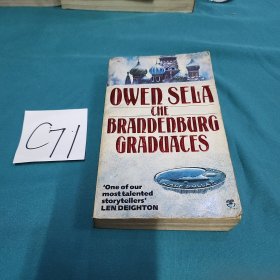 C71
OWEN SELA
THE
BRANDENBURG
GRADUATES
'One of our
most talented
storytellers'
LEN DEIGHTON